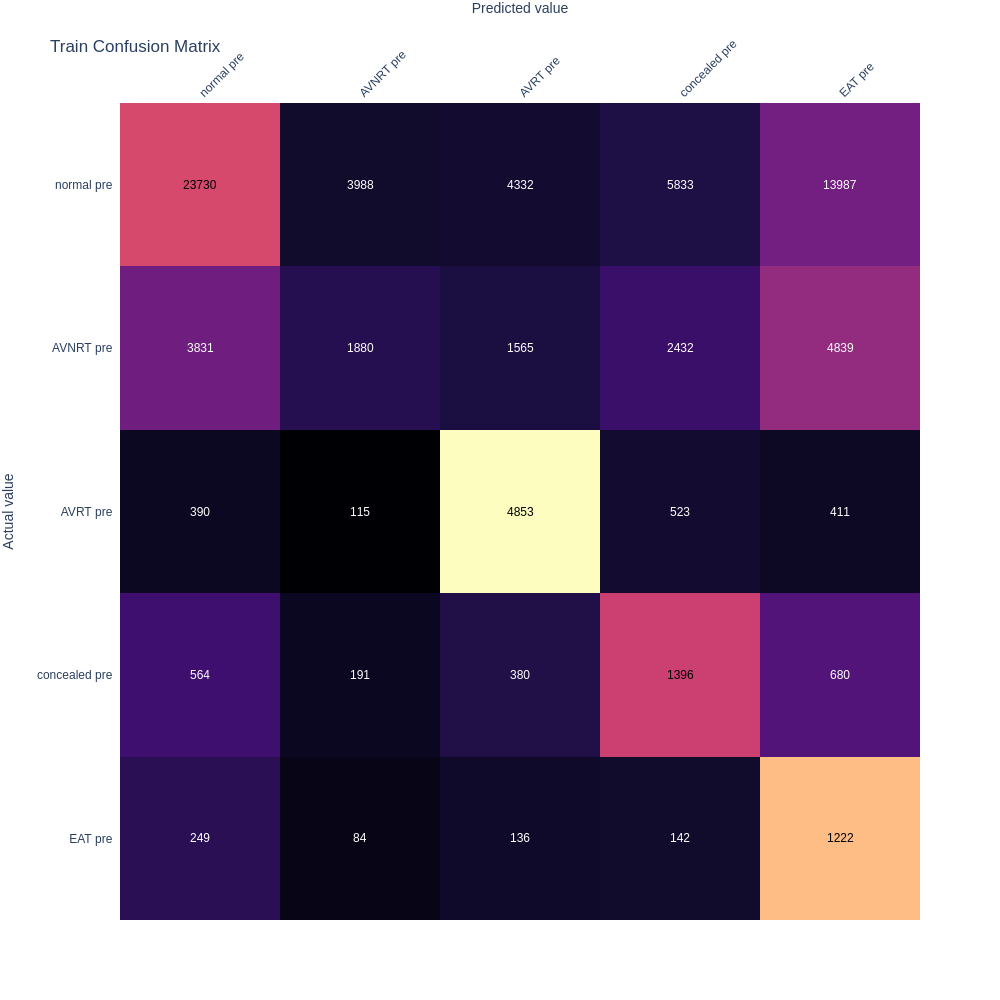 Predicted value
Train Confusion Matrix
normal pre AVNRT pre AVRT pre concealed pre EAT pre
normal pre 23730 3988 4332 5833 13987
AVNRT pre 3831 1880 1565 2432 4839
AVRT pre 390 115 4853 523 411
concealed pre 564 191 380 1396 680
EAT pre 249 84 136 142 1222
Actual value